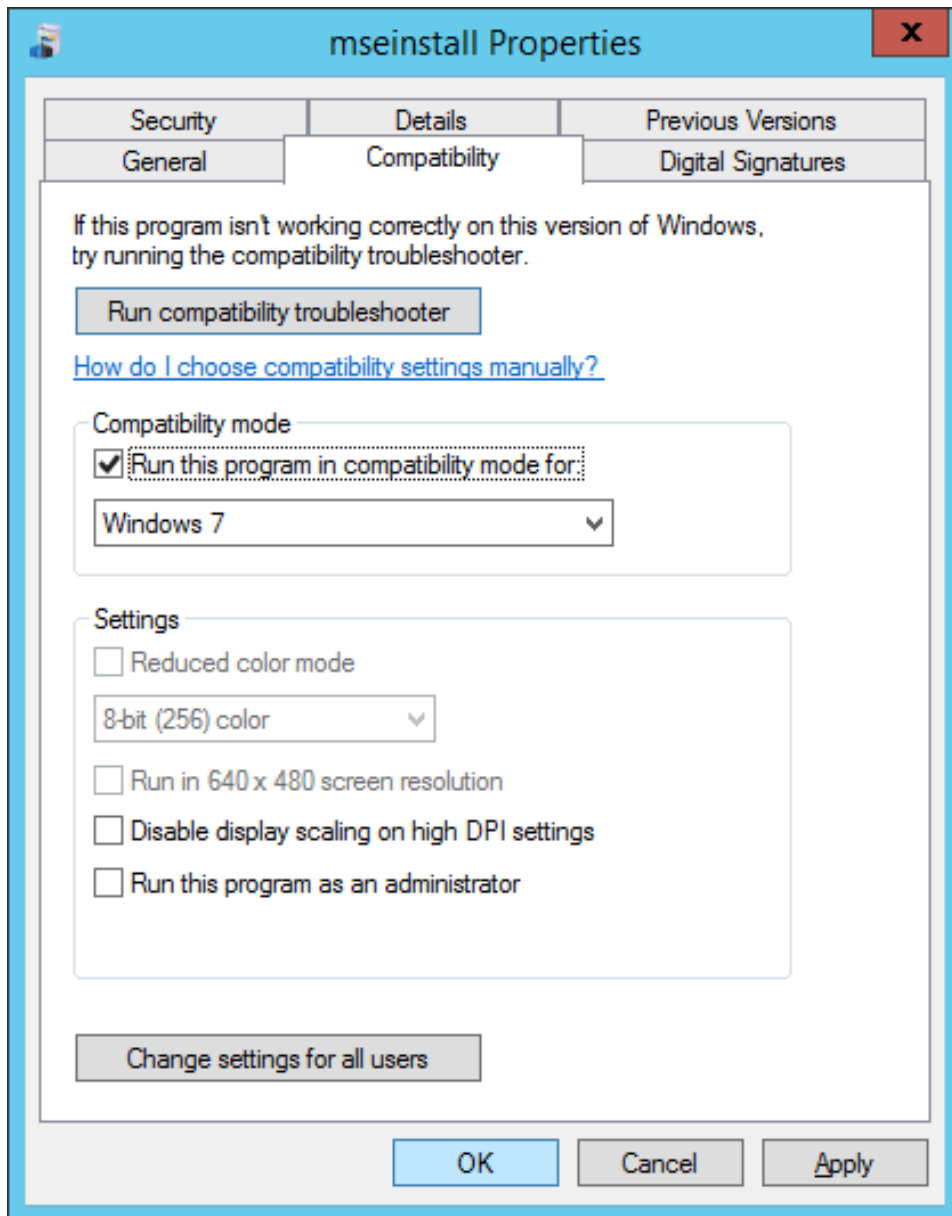 mseinstall Properties
x
Security
Details
Previous Versions
General
Compatibility
Digital Signatures
If this program isn't working correctly on this version of Windows,
try running the compatibility troubleshooter.
Run compatibility troubleshooter
How do I choose compatibility settings manually?
Compatibility mode
Run this program in compatibility mode for:
Windows 7
Settings
Reduced color mode
8-bit (256) color
Run in 640 x 480 screen resolution
Disable display scaling on high DPI settings
Run this program as an administrator
Change settings for all users
OK
Cancel
Apply